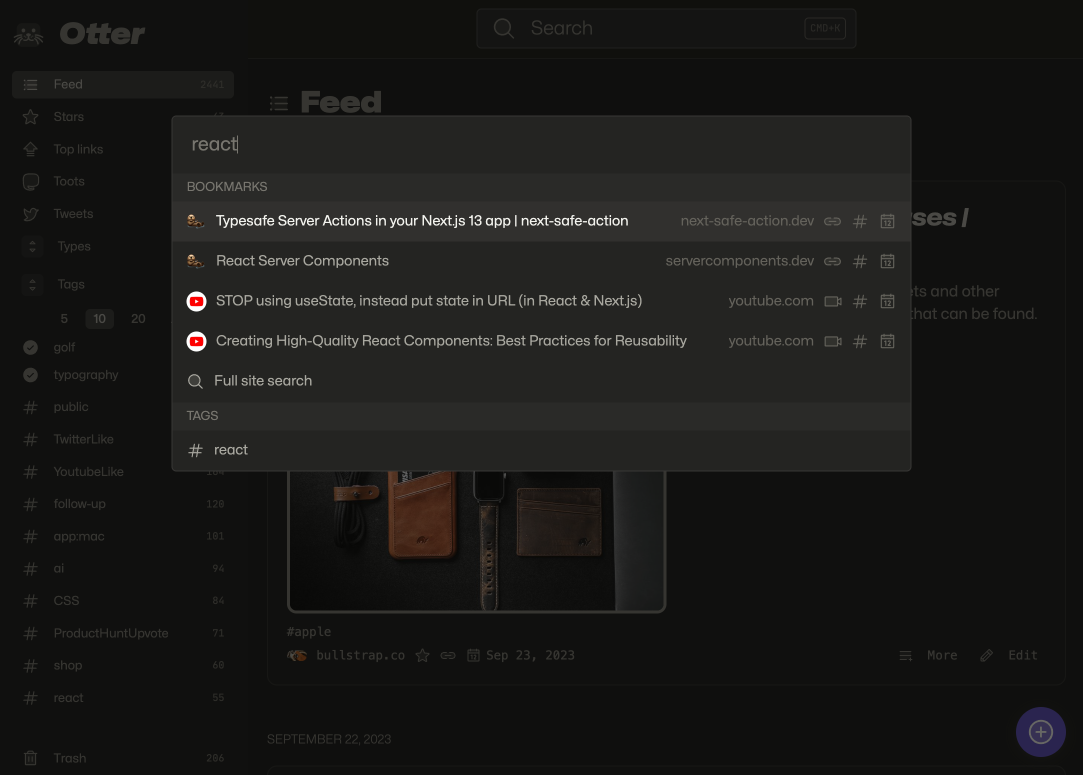 Otter
Search
CMD+K
Feed 2441
Stars
Top links
Toots
Tweets
Types
Tags
5 10 20
golf
typography
public
TwitterLike
YoutubeLike 164
follow-up 120
app:mac 101
ai 94
CSS 84
ProductHuntUpvote 71
shop 60
react 55
Trash 286
Feed
react
BOOKMARKS
Typesafe Server Actions in your Next.js 13 app | next-safe-action next-safe-action.dev
React Server Components servercomponents.dev
STOP using useState, instead put state in URL (in React & Next.js) youtube.com
Creating High-Quality React Components: Best Practices for Reusability youtube.com
Full site search
TAGS
react
and other
that can be found.
#apple
bullstrap.co Sep 23, 2023
More Edit
SEPTEMBER 22, 2023